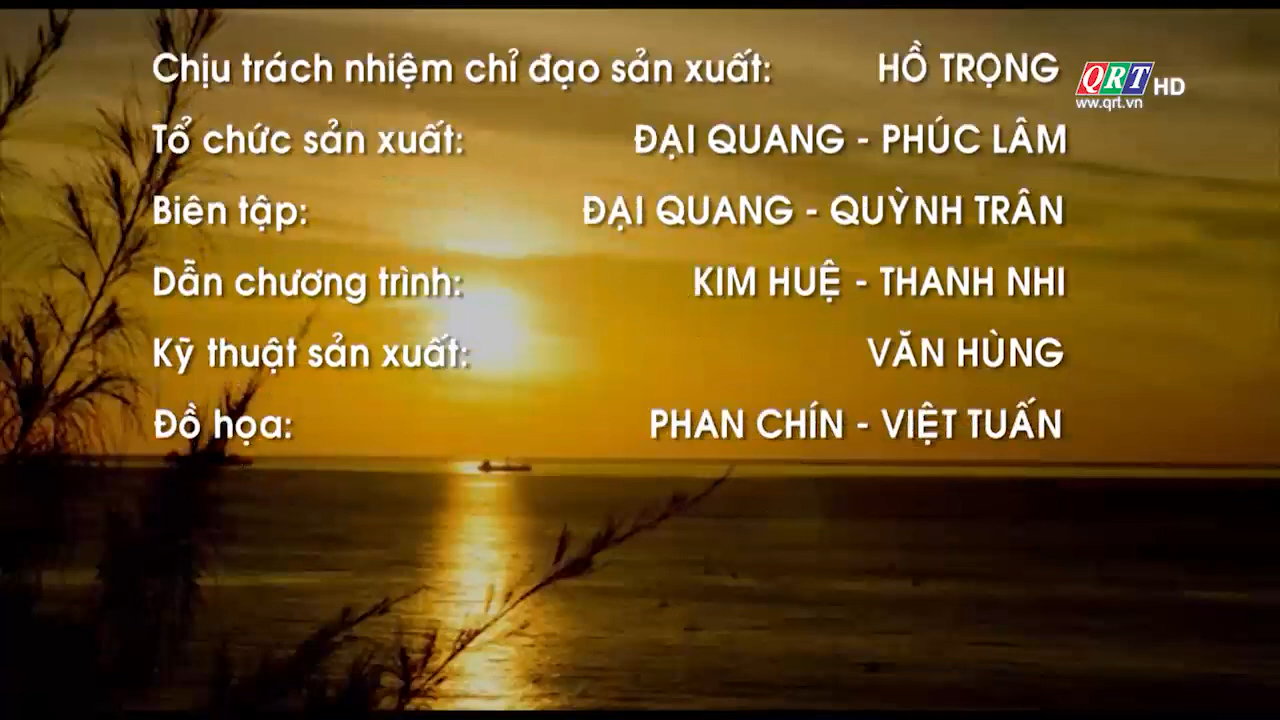 Chịu trách nhiệm chỉ đạo sản xuất: HỒ TRỌNG
QRT HD
ww.qrt.vn
Tổ chức sản xuất: ĐẠI QUANG - PHÚC LÂM
Biên tập: ĐẠI QUANG - QUỲNH TRÂN
Dẫn chương trình: KIM HUỆ - THANH NHI
Kỹ thuật sản xuất: VĂN HÙNG
Đồ họa: PHAN CHÍN - VIỆT TUẤN